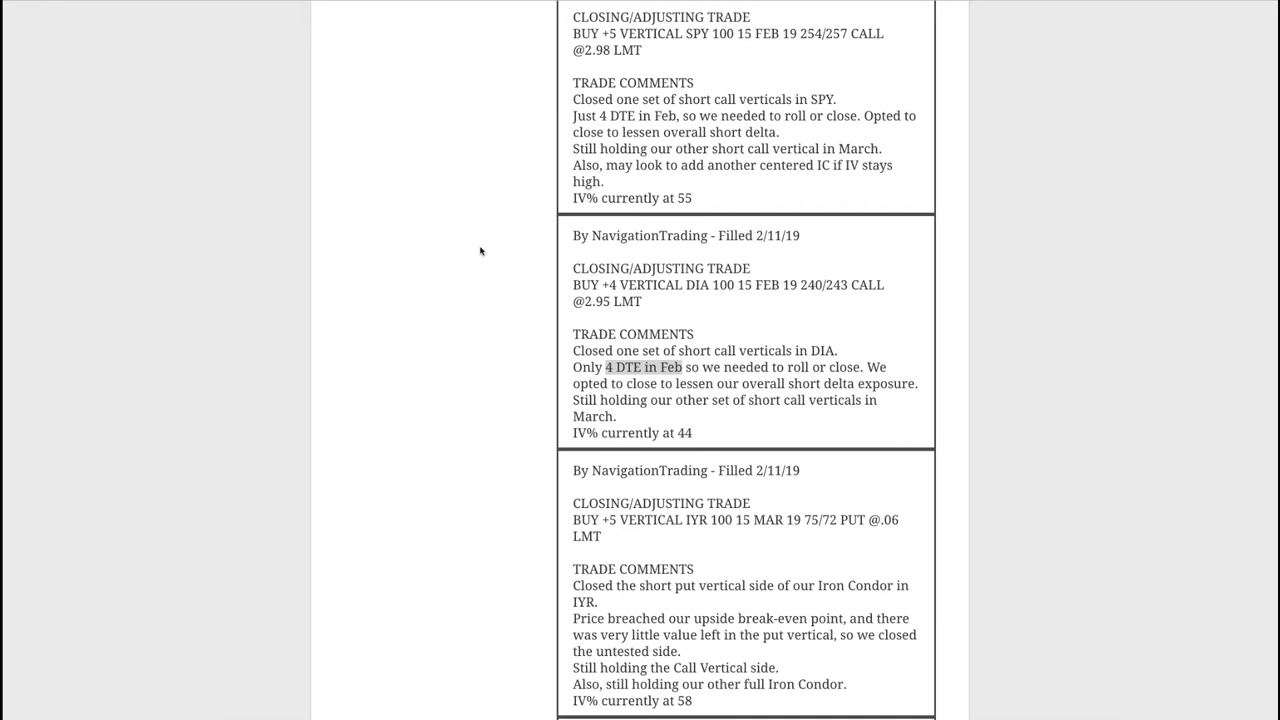 CLOSING/ADJUSTING TRADE
BUY +5 VERTICAL SPY 100 15 FEB 19 254/257 CALL
@2.98 LMT
TRADE COMMENTS
Closed one set of short call verticals in SPY.
Just 4 DTE in Feb, so we needed to roll or close. Opted to
close to lessen overall short delta.
Still holding our other short call vertical in March.
Also, may look to add another centered IC if IV stays
high.
IV% currently at 55
By NavigationTrading - Filled 2/11/19
CLOSING/ADJUSTING TRADE
BUY +4 VERTICAL DIA 100 15 FEB 19 240/243 CALL
@2.95 LMT
TRADE COMMENTS
Closed one set of short call verticals in DIA.
Only 4 DTE in Feb so we needed to roll or close. We
opted to close to lessen our overall short delta exposure.
Still holding our other set of short call verticals in
March.
IV% currently at 44
By NavigationTrading - Filled 2/11/19
CLOSING/ADJUSTING TRADE
BUY +5 VERTICAL IYR 100 15 MAR 19 75/72 PUT @.06
LMT
TRADE COMMENTS
Closed the short put vertical side of our Iron Condor in
IYR.
Price breached our upside break-even point, and there
was very little value left in the put vertical, so we closed
the untested side.
Still holding the Call Vertical side.
Also, still holding our other full Iron Condor.
IV% currently at 58